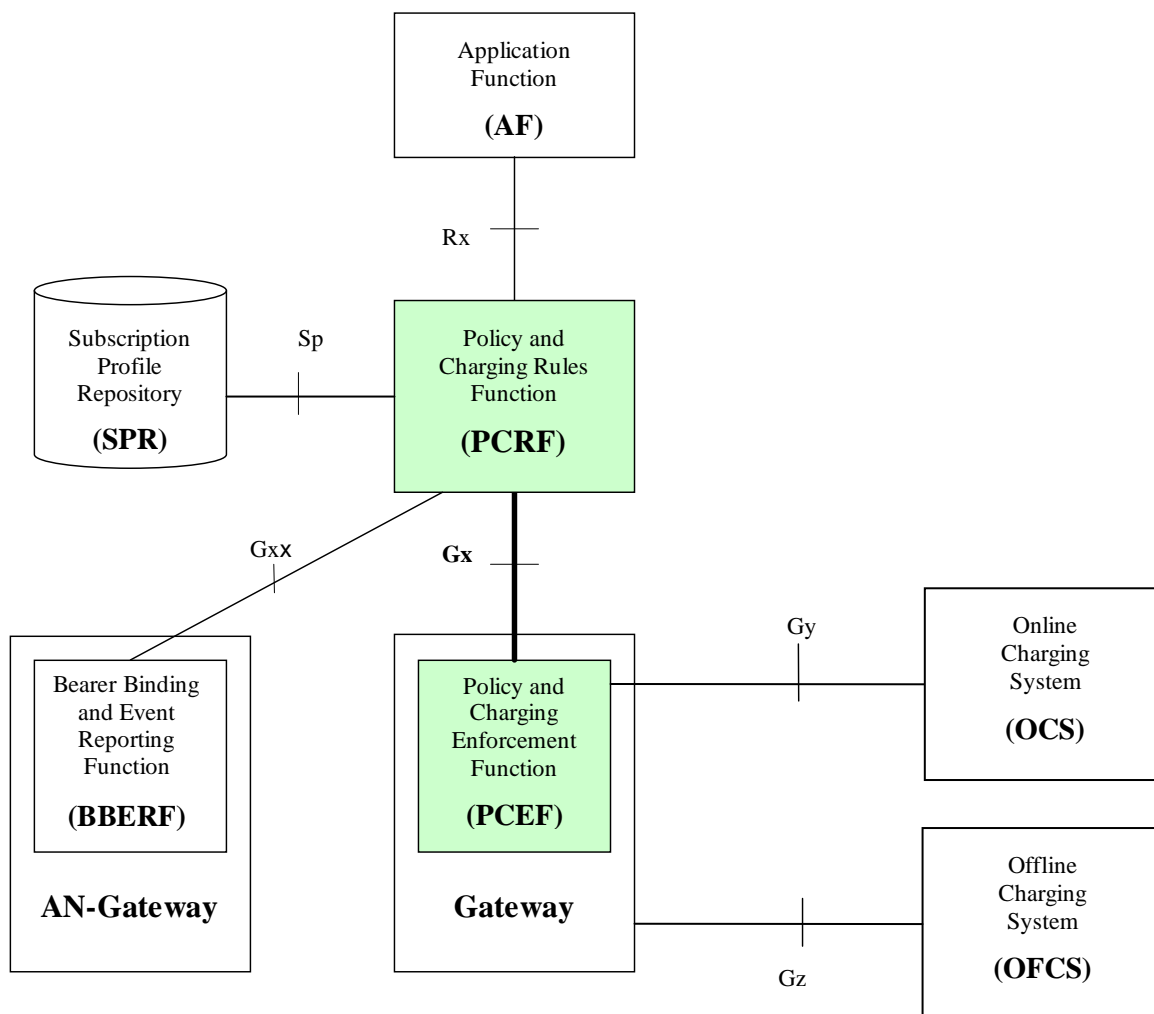 Application
Function
(AF)
Rx
Subscription
Profile
Repository
(SPR)
Sp
Policy and
Charging Rules
Function
(PCRF)
Gxx
Gx
Bearer Binding
and Event
Reporting
Function
(BBERF)
AN-Gateway
Policy and
Charging
Enforcement
Function
(PCEF)
Gateway
Gy
Online
Charging
System
(OCS)
Gz
Offline
Charging
System
(OFCS)